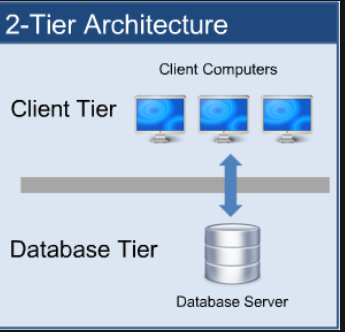 2-Tier Architecture
Client Computers
Client Tier
Database Tier
Database Server